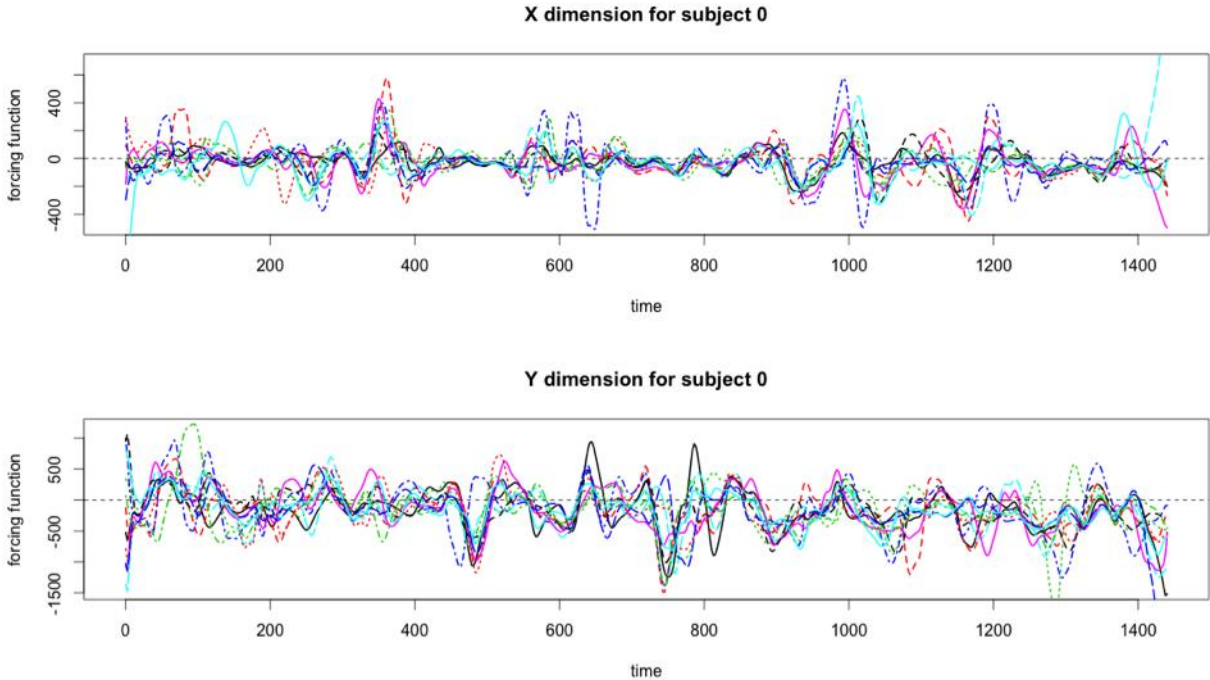 X dimension for subject 0
forcing function
400
0
-400
0 200 400 600 800 1000 1200 1400
time
Y dimension for subject 0
forcing function
500
-500
-1500
0 200 400 600 800 1000 1200 1400
time